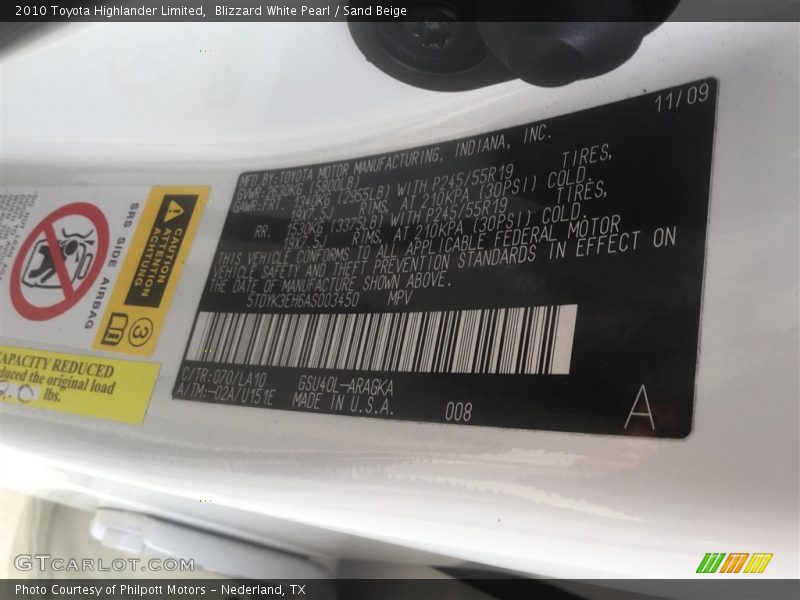 2010 Toyota Highlander Limited, Blizzard White Pearl / Sand Beige
11/09
MFD BY: TOYOTA MOTOR MANUFACTURING, INDIANA, INC.
GVWR: 2630KG (5800LB)
GAWR: FRT. 1340KG (2955LB) WITH P245/55R19 TIRES,
19X7.5J RIMS, AT 210KPA (30PSI) COLD.
RR. 1530KG (3375LB) WITH P245/55R19 TIRES,
19X7.5J RIMS, AT 210KPA (30PSI) COLD.
THIS VEHICLE CONFORMS TO ALL APPLICABLE FEDERAL MOTOR
VEHICLE SAFETY AND THEFT PREVENTION STANDARDS IN EFFECT ON
THE DATE OF MANUFACTURE SHOWN ABOVE.
5TDYK3EH6AS003450 MPV
C/TR: 070/LA10 GSU40L-ARAGKA
A/TM: -02A/U151E MADE IN U.S.A. 008
A
SRS SIDE AIRBAG
CAUTION
ATTENTION
ACHTUNG
3
CAPACITY REDUCED
duced the original load
lbs.
GTCARLOT.COM
Photo Courtesy of Philpott Motors - Nederland, TX